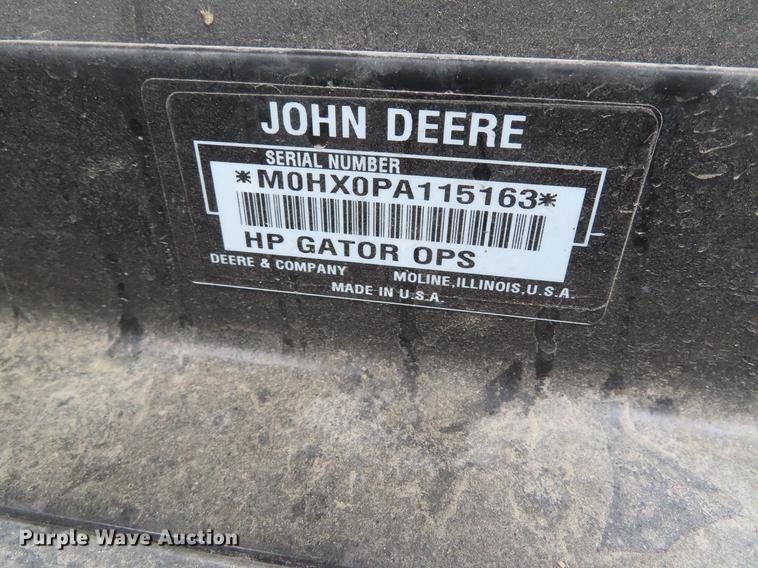 JOHN DEERE
SERIAL NUMBER
*M0HX0PA115163*
HP GATOR OPS
DEERE & COMPANY MOLINE,ILLINOIS,U.S.A.
MADE IN U.S.A.
Purple Wave Auction